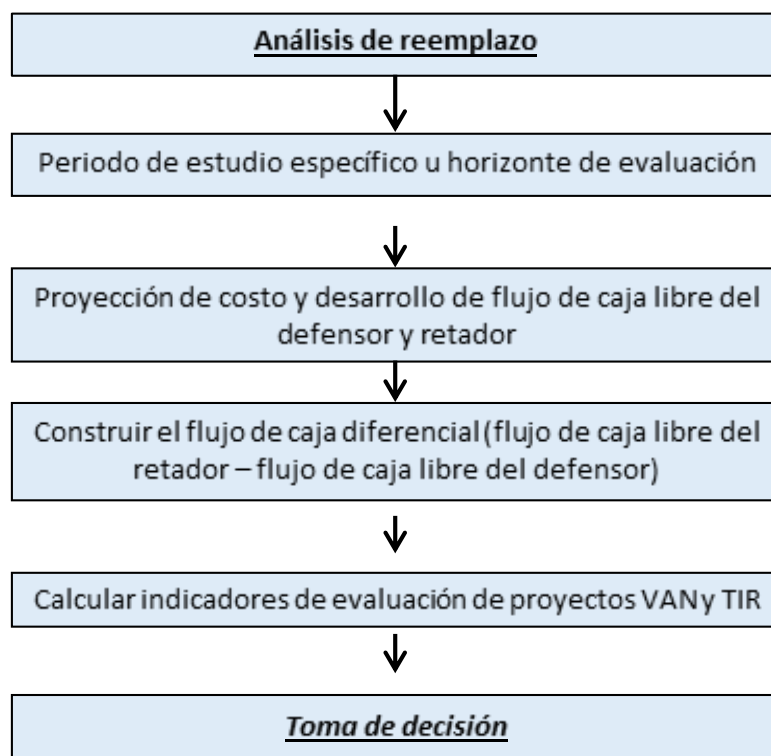 Análisis de reemplazo
Periodo de estudio específico u horizonte de evaluación
Proyección de costo y desarrollo de flujo de caja libre del
defensor y retador
Construir el flujo de caja diferencial (flujo de caja libre del
retador – flujo de caja libre del defensor)
Calcular indicadores de evaluación de proyectos VAN y TIR
Toma de decisión